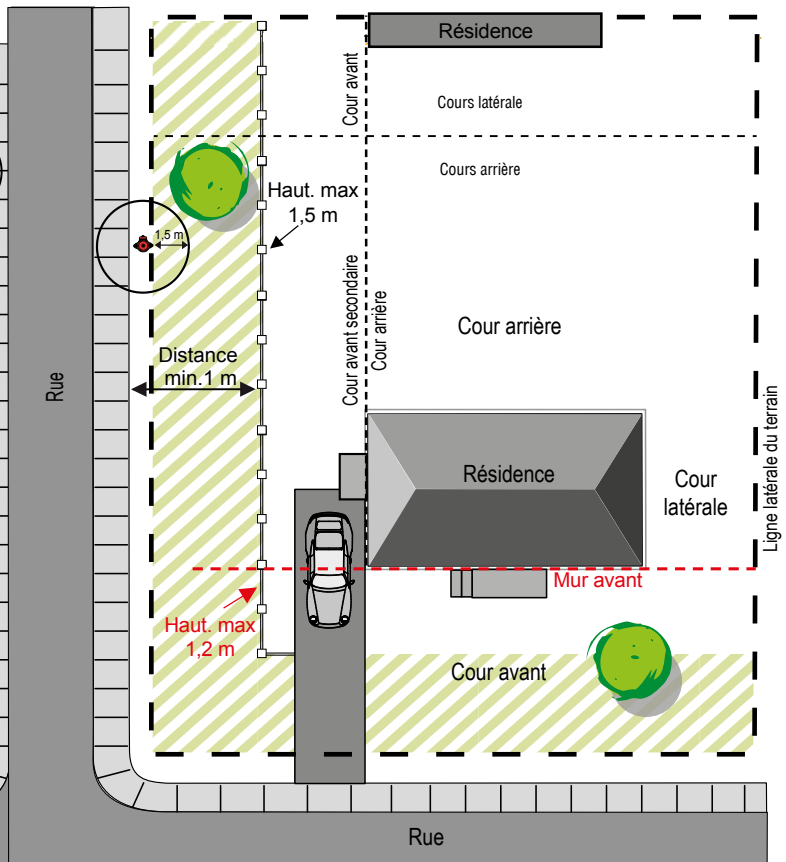 Résidence
Cour avant
Cours latérale
Cours arrière
Haut. max
1,5 m
1,5 m
Cour avant secondaire
Cour arrière
Cour arrière
Distance
min.1 m
Rue
Résidence
Cour
latérale
Ligne latérale du terrain
Mur avant
Haut. max
1,2 m
Cour avant
Rue